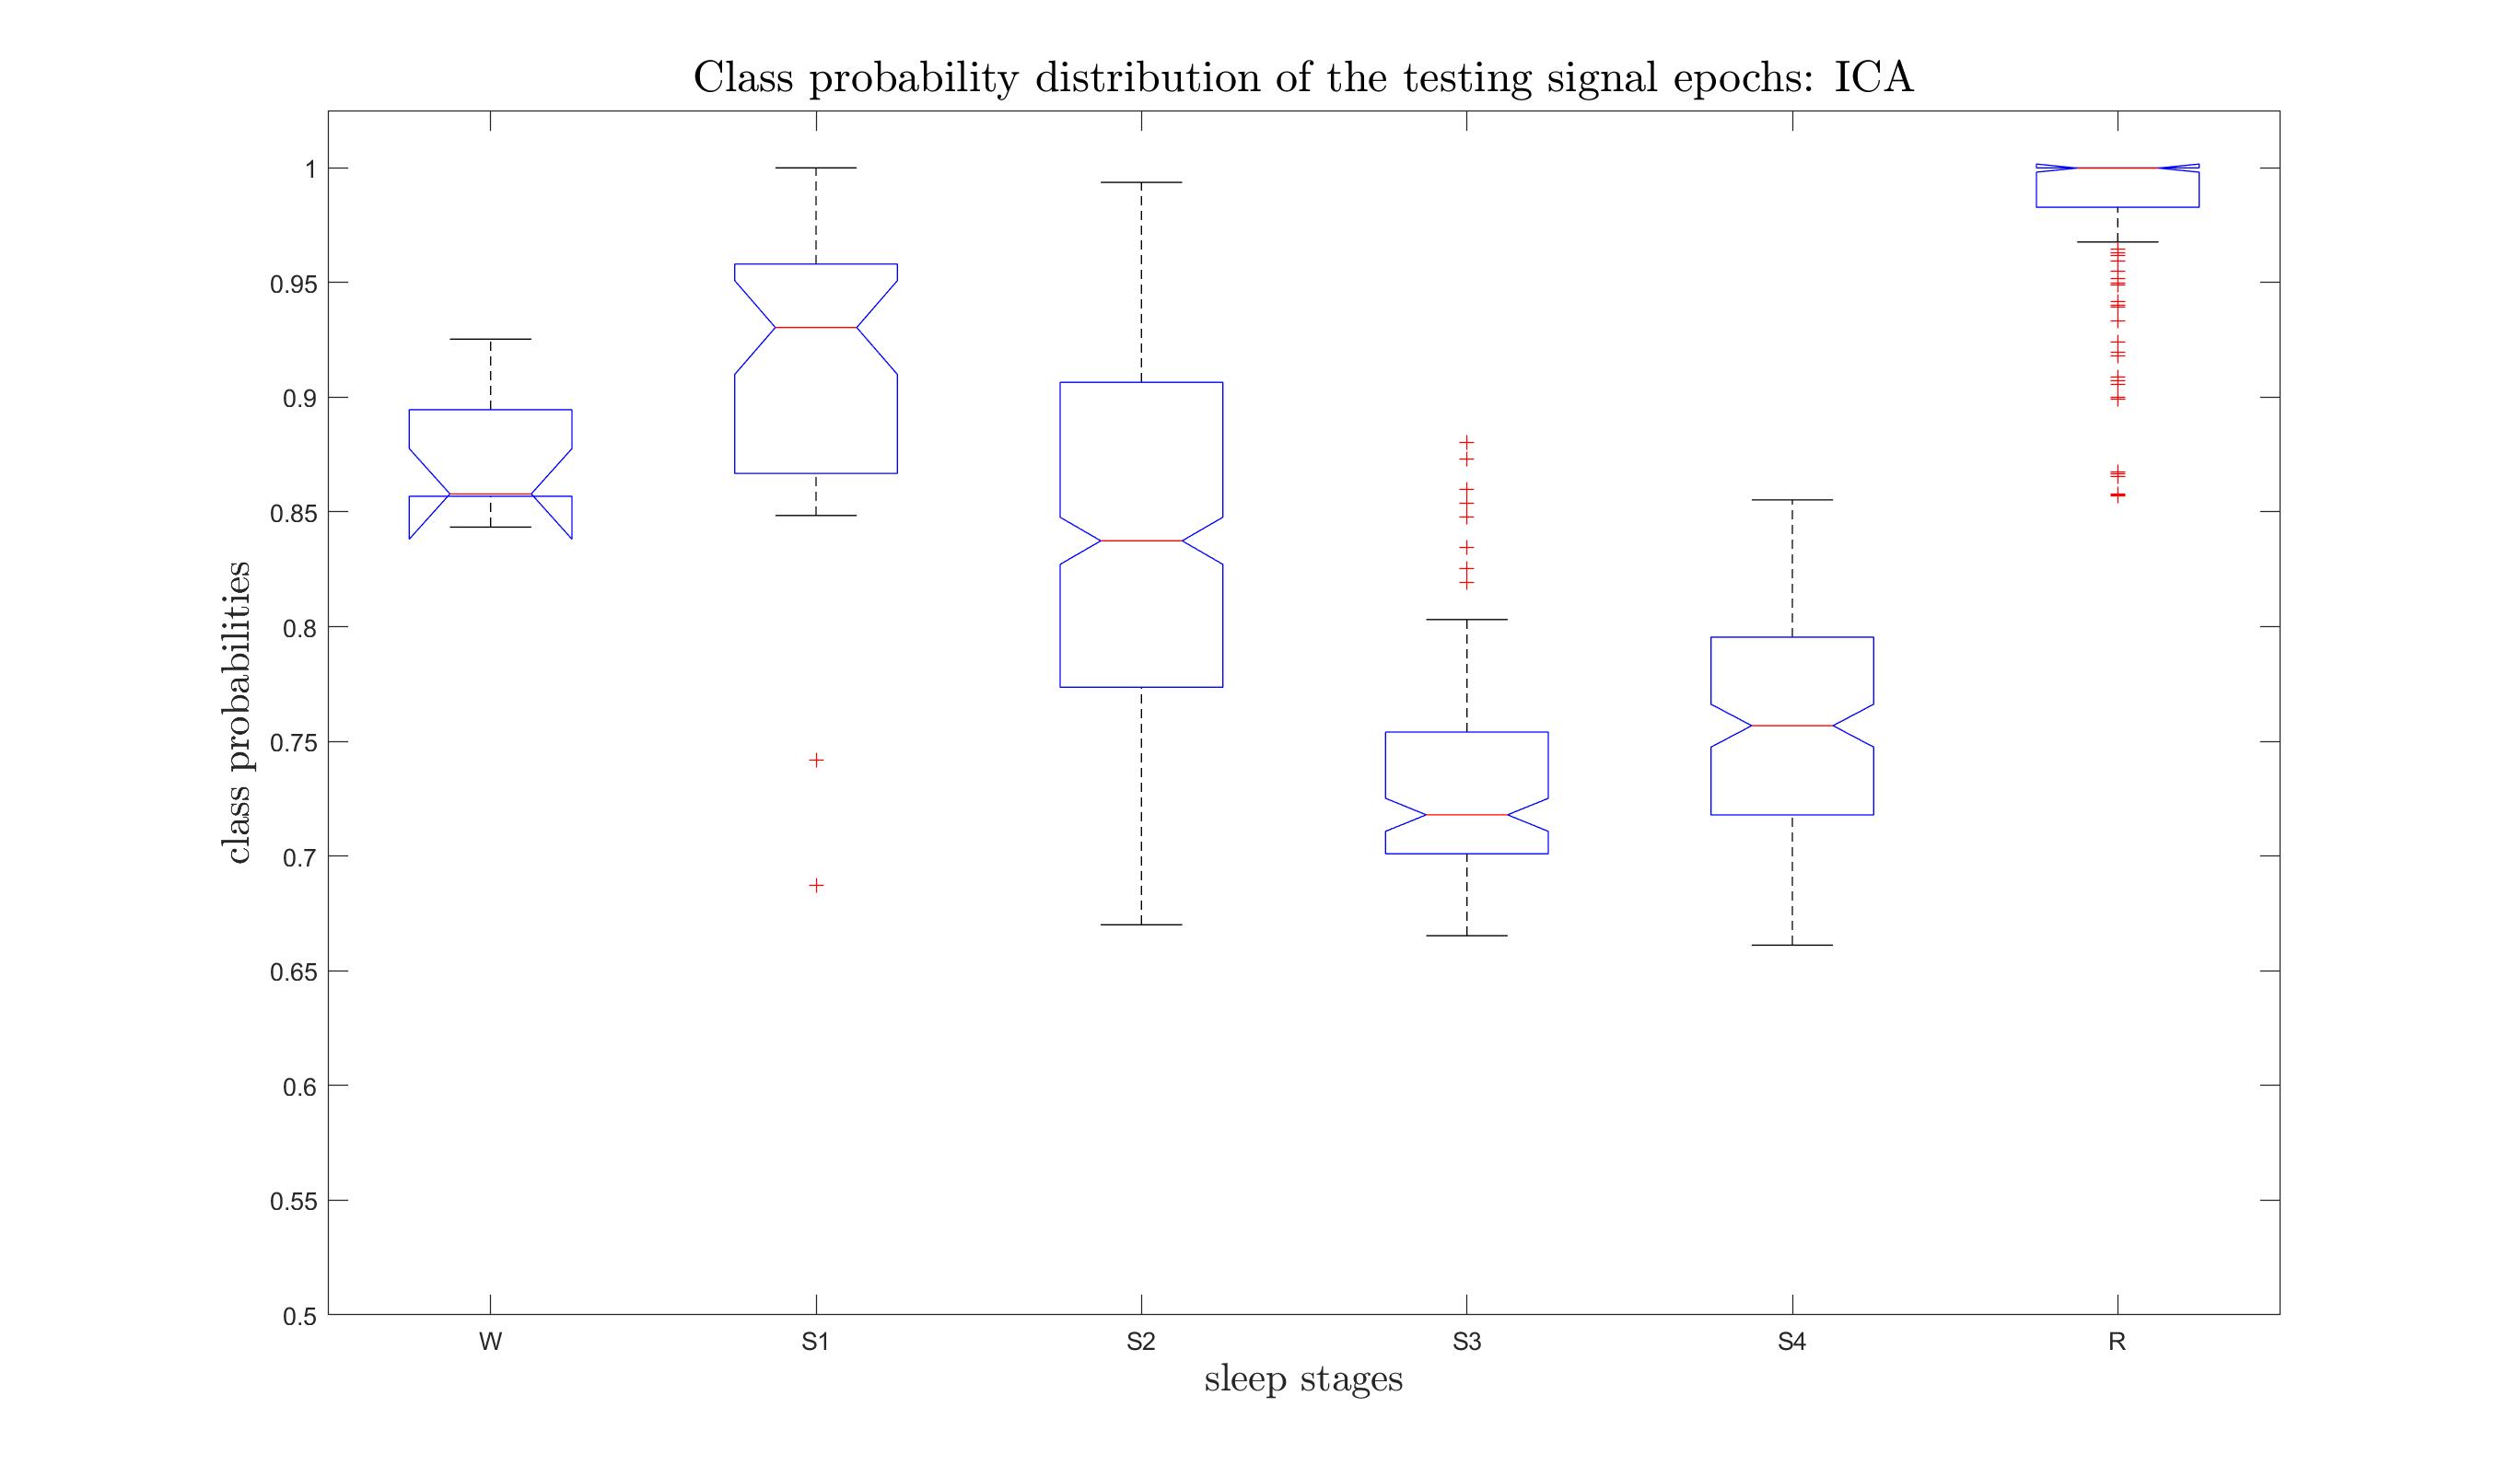 Class probability distribution of the testing signal epochs: ICA
1
0.95
0.9
0.85
0.8
0.75
0.7
0.65
0.6
0.55
0.5
class probabilities
W S1 S2 S3 S4 R
sleep stages